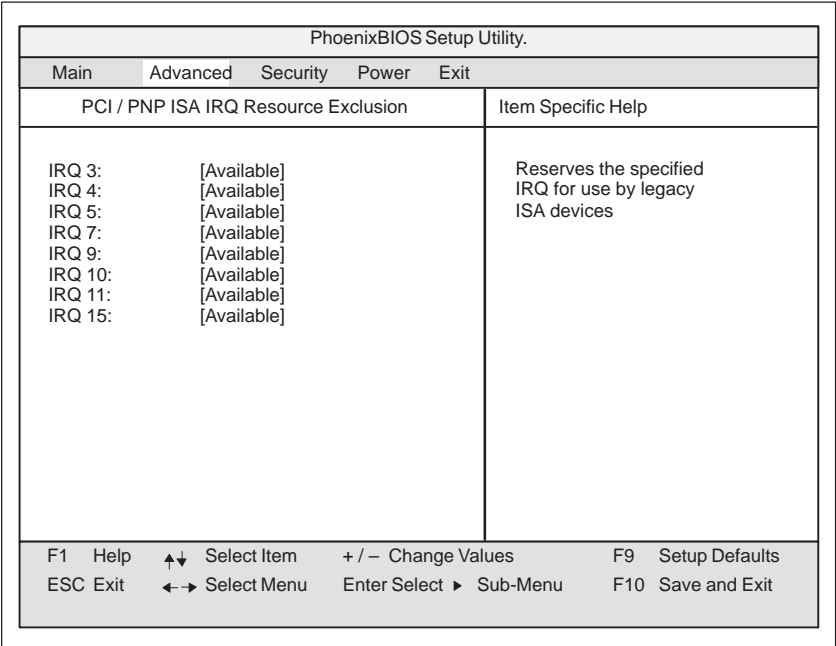 PhoenixBIOS Setup Utility.
Main Advanced Security Power Exit
PCI / PNP ISA IRQ Resource Exclusion
Item Specific Help
IRQ 3: [Available]
IRQ 4: [Available]
IRQ 5: [Available]
IRQ 7: [Available]
IRQ 9: [Available]
IRQ 10: [Available]
IRQ 11: [Available]
IRQ 15: [Available]
Reserves the specified
IRQ for use by legacy
ISA devices
F1 Help Select Item + / – Change Values F9 Setup Defaults
ESC Exit Select Menu Enter Select Sub-Menu F10 Save and Exit